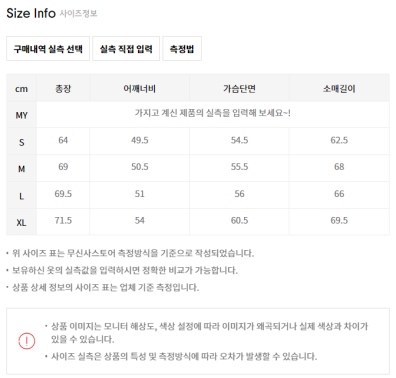 Size Info 사이즈정보
구매내역 실측 선택 실측 직접 입력 측정법
cm 총장 어깨너비 가슴단면 소매길이
MY 가지고 계신 제품의 실측을 입력해 보세요~!
S 64 49.5 54.5 62.5
M 69 50.5 55.5 68
L 69.5 51 56 66
XL 71.5 54 60.5 69.5
• 위 사이즈 표는 무신사스토어 측정방식을 기준으로 작성되었습니다.
• 보유하신 옷의 실측값을 입력하시면 정확한 비교가 가능합니다.
• 상품 상세 정보의 사이즈 표는 업체 기준 측정입니다.
• 상품 이미지는 모니터 해상도, 색상 설정에 따라 이미지가 왜곡되거나 실제 색상과 차이가
있을 수 있습니다.
• 사이즈 실측은 상품의 특성 및 측정방식에 따라 오차가 발생할 수 있습니다.